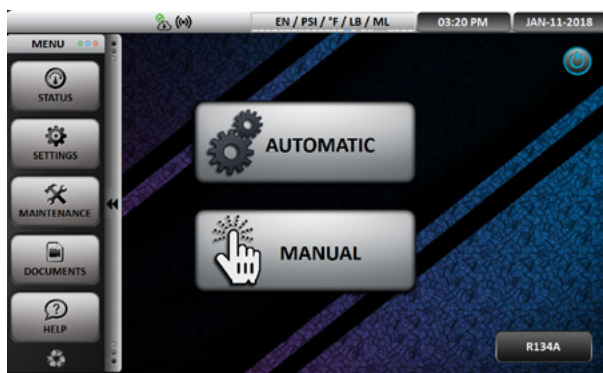 EN / PSI / °F / LB / ML
03:20 PM
JAN-11-2018
MENU
STATUS
SETTINGS
MAINTENANCE
DOCUMENTS
HELP
AUTOMATIC
MANUAL
R134A